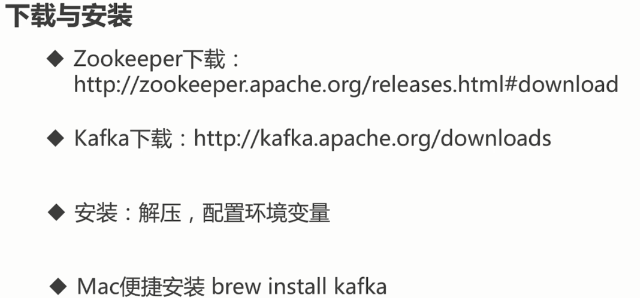 下载与安装
◆ Zookeeper下载：
http://zookeeper.apache.org/releases.html#download
◆ Kafka下载：http://kafka.apache.org/downloads
◆ 安装：解压，配置环境变量
◆ Mac便捷安装 brew install kafka